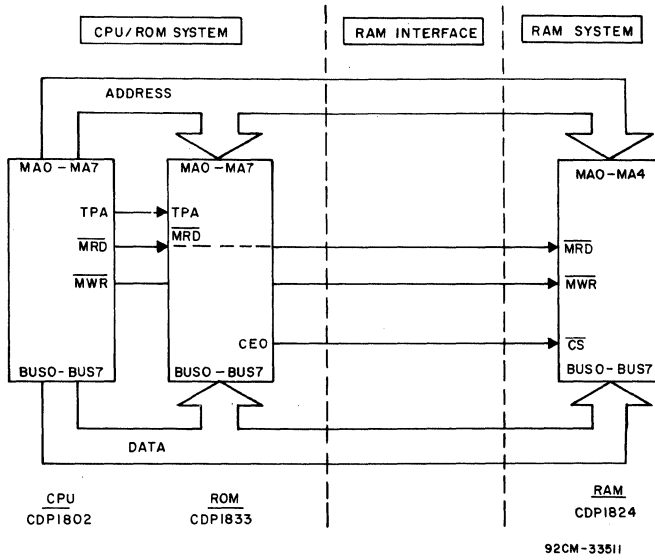 CPU/ROM SYSTEM
RAM INTERFACE
RAM SYSTEM
ADDRESS
MA0-MA7
MA0-MA7
MA0-MA4
TPA
TPA
MRD
MRD
MRD
MWR
MWR
CEO
CS
BUS0-BUS7
BUS0-BUS7
BUS0-BUS7
DATA
CPU
CDP1802
ROM
CDP1833
RAM
CDP1824
92CM-33511